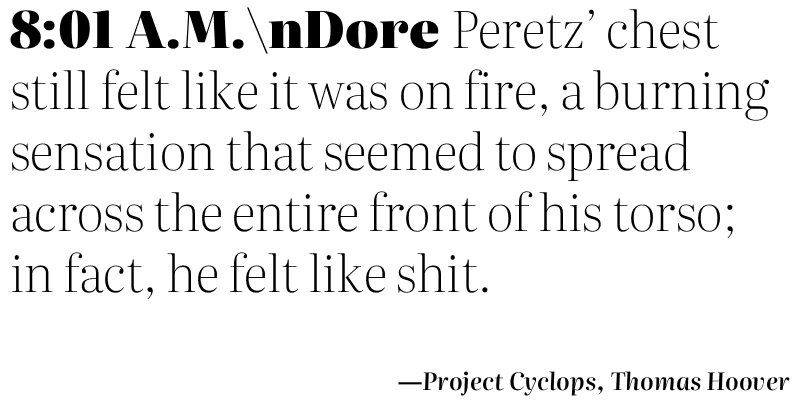 8:01 A.M.\nDore Peretz’ chest
still felt like it was on fire, a burning
sensation that seemed to spread
across the entire front of his torso;
in fact, he felt like shit.
—Project Cyclops, Thomas Hoover